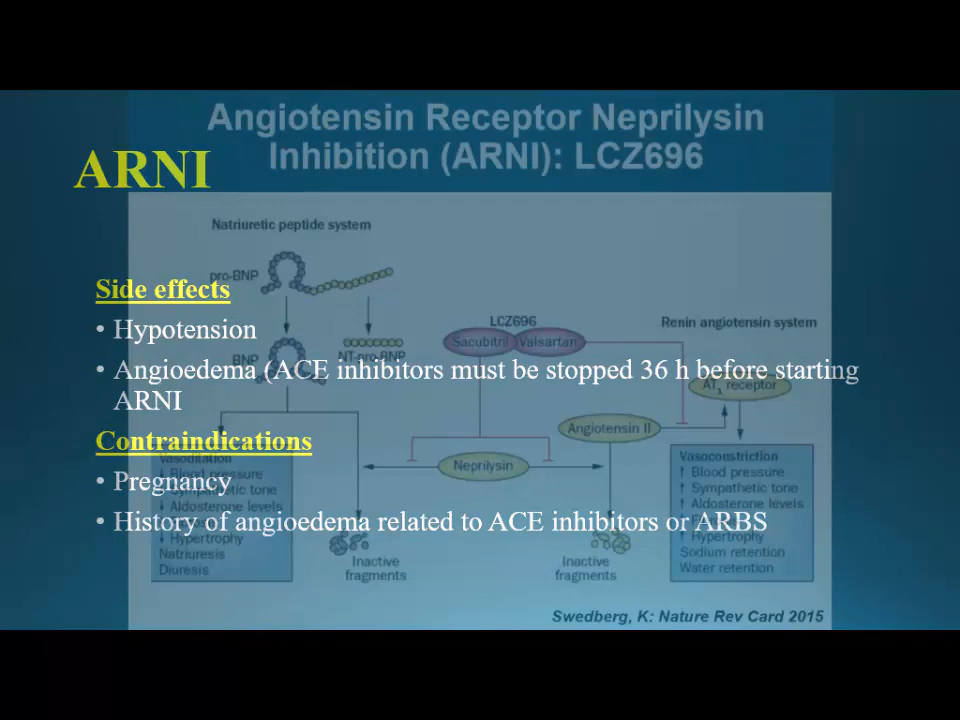 Angiotensin Receptor Neprilysin
Inhibition (ARNI): LCZ696
ARNI
Side effects
• Hypotension
• Angioedema (ACE inhibitors must be stopped 36 h before starting
ARNI
Contraindications
• Pregnancy
• History of angioedema related to ACE inhibitors or ARBS
Natriuretic peptide system
pro-BNP
BNP
NT-pro-BNP
LCZ696
Sacubitril
Valsartan
Renin angiotensin system
AT1 receptor
Angiotensin II
Neprilysin
Vasodilation
↓ Blood pressure
Sympathetic tone
↓ Aldosterone levels
↓ Hypertrophy
Natriuresis
Diuresis
Inactive
fragments
Inactive
fragments
Vasoconstriction
↑ Blood pressure
↑ Sympathetic tone
↑ Aldosterone levels
↑ Hypertrophy
Sodium retention
Water retention
Swedberg, K: Nature Rev Card 2015